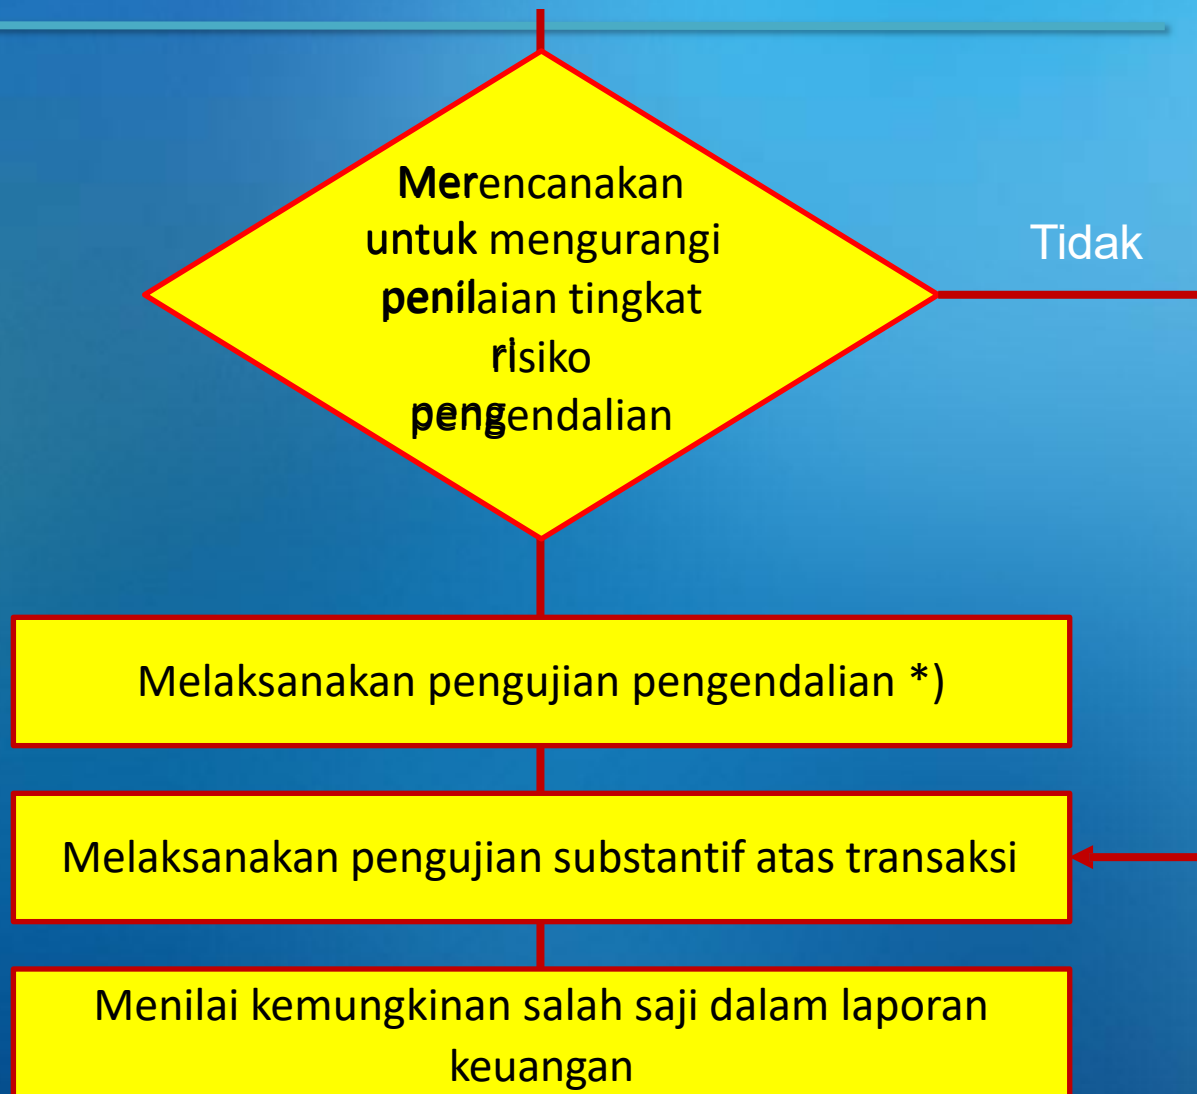 Merencanakan
untuk mengurangi
penilaian tingkat
risiko
pengendalian
Tidak
Melaksanakan pengujian pengendalian *)
Melaksanakan pengujian substantif atas transaksi
Menilai kemungkinan salah saji dalam laporan
keuangan